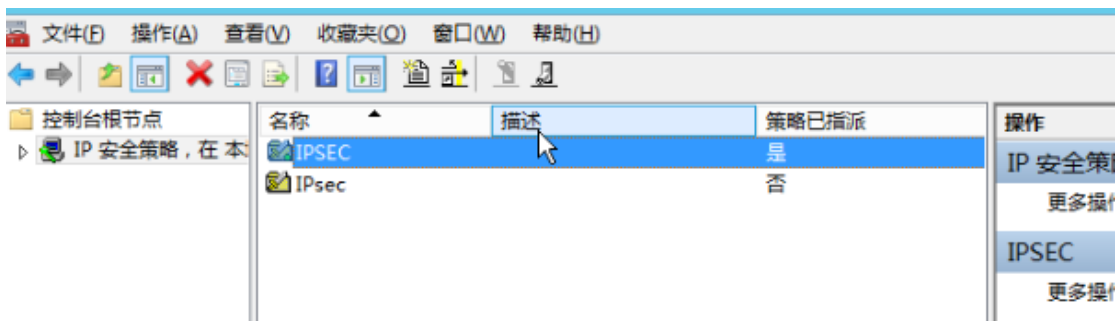 文件(F) 操作(A) 查看(V) 收藏夹(O) 窗口(W) 帮助(H)
控制台根节点 名称 描述 策略已指派 操作
IP 安全策略，在 本 IPSEC 是 IP 安全策
IPsec 否 更多操
IPSEC
更多操